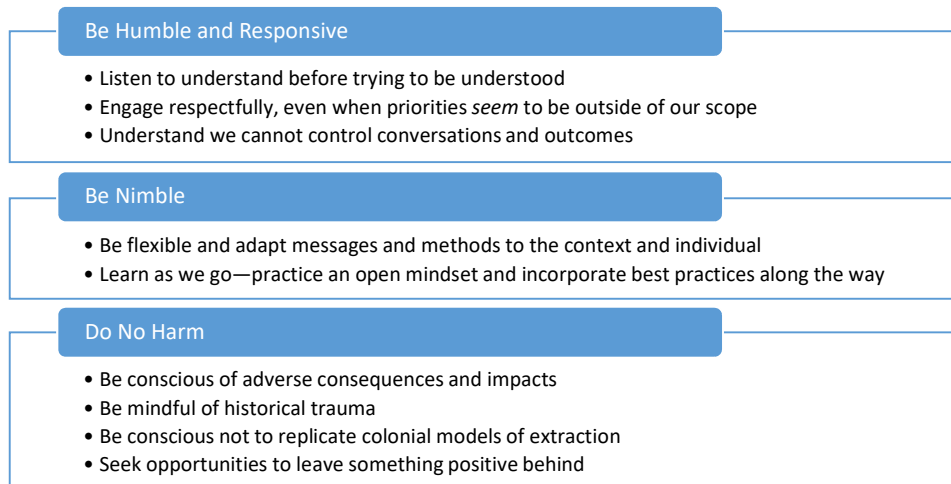 Be Humble and Responsive
• Listen to understand before trying to be understood
• Engage respectfully, even when priorities seem to be outside of our scope
• Understand we cannot control conversations and outcomes
Be Nimble
• Be flexible and adapt messages and methods to the context and individual
• Learn as we go—practice an open mindset and incorporate best practices along the way
Do No Harm
• Be conscious of adverse consequences and impacts
• Be mindful of historical trauma
• Be conscious not to replicate colonial models of extraction
• Seek opportunities to leave something positive behind